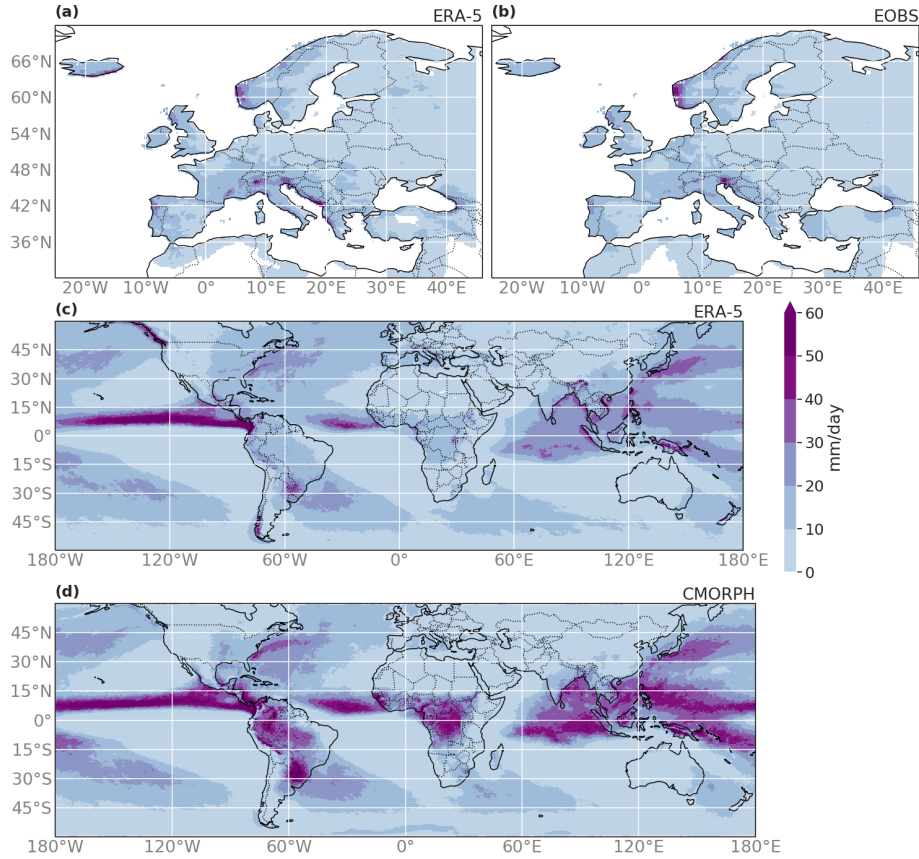 (a) ERA-5
(b) EOBS
66°N
60°N
54°N
48°N
42°N
36°N
20°W 10°W 0° 10°E 20°E 30°E 40°E
20°W 10°W 0° 10°E 20°E 30°E 40°E
(c) ERA-5
45°N
30°N
15°N
0°
15°S
30°S
45°S
180°W 120°W 60°W 0° 60°E 120°E 180°E
60
50
40
30
20
10
0
mm/day
(d) CMORPH
45°N
30°N
15°N
0°
15°S
30°S
45°S
180°W 120°W 60°W 0° 60°E 120°E 180°E